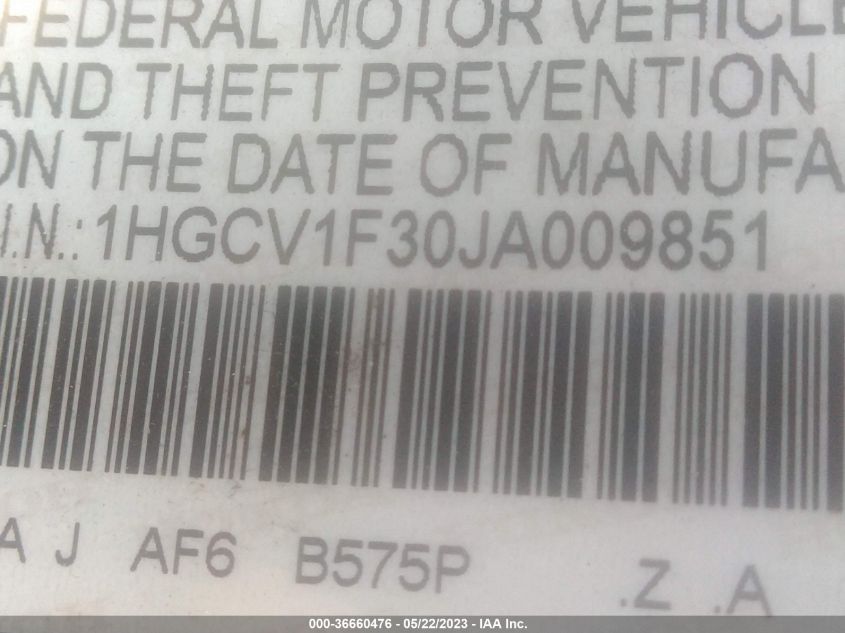 FEDERAL MOTOR VEHICLE
AND THEFT PREVENTION
ON THE DATE OF MANUFA
I.N.: 1HGCV1F30JA009851
A J AF6 B575P .Z .A
000-36660476 - 05/22/2023 - IAA Inc.